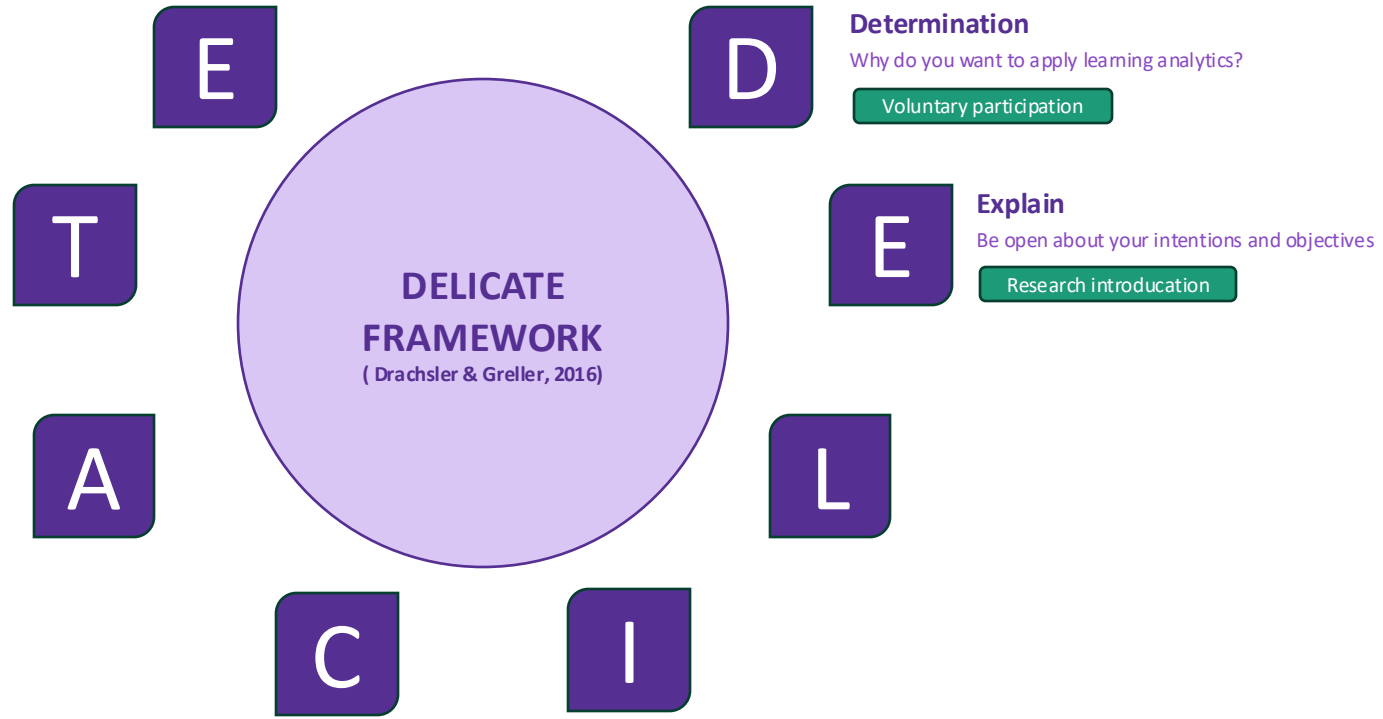 D
Determination
Why do you want to apply learning analytics?
Voluntary participation
E
Explain
Be open about your intentions and objectives
Research introducation
L
I
C
A
T
E
DELICATE
FRAMEWORK
( Drachsler & Greller, 2016)